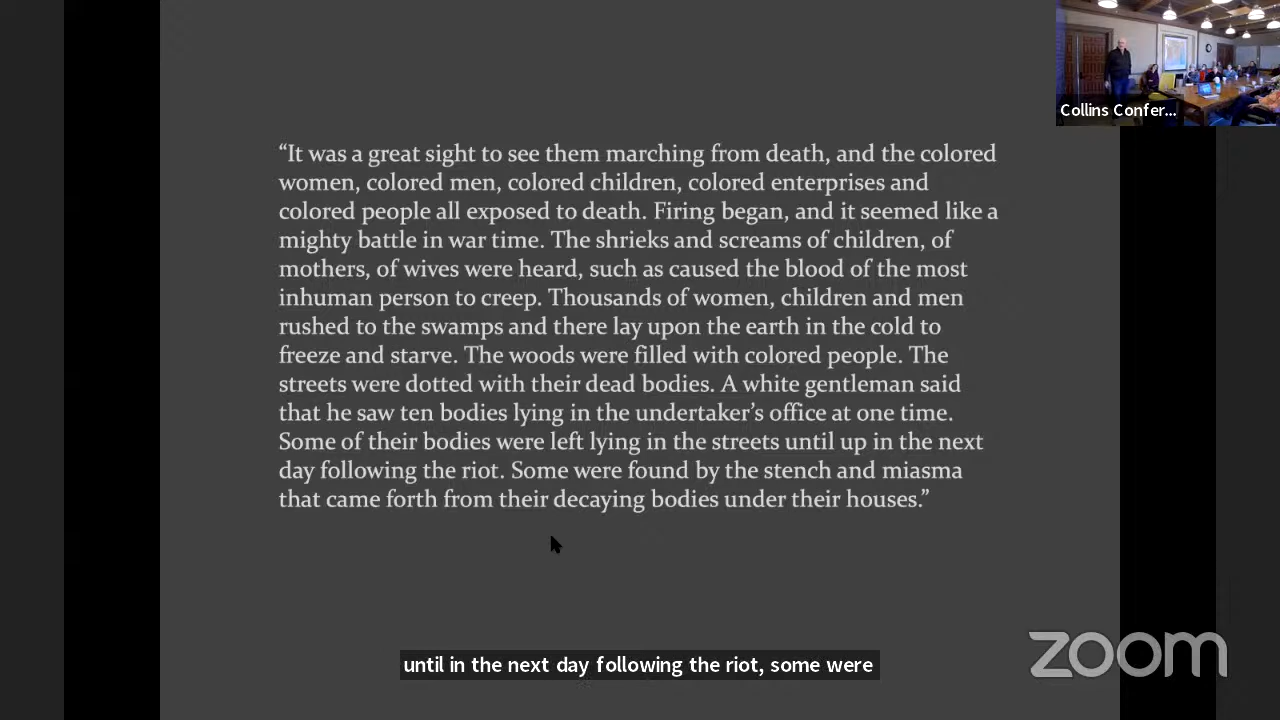 Collins Confer...
“It was a great sight to see them marching from death, and the colored
women, colored men, colored children, colored enterprises and
colored people all exposed to death. Firing began, and it seemed like a
mighty battle in war time. The shrieks and screams of children, of
mothers, of wives were heard, such as caused the blood of the most
inhuman person to creep. Thousands of women, children and men
rushed to the swamps and there lay upon the earth in the cold to
freeze and starve. The woods were filled with colored people. The
streets were dotted with their dead bodies. A white gentleman said
that he saw ten bodies lying in the undertaker’s office at one time.
Some of their bodies were left lying in the streets until up in the next
day following the riot. Some were found by the stench and miasma
that came forth from their decaying bodies under their houses.”
until in the next day following the riot, some were
zoom